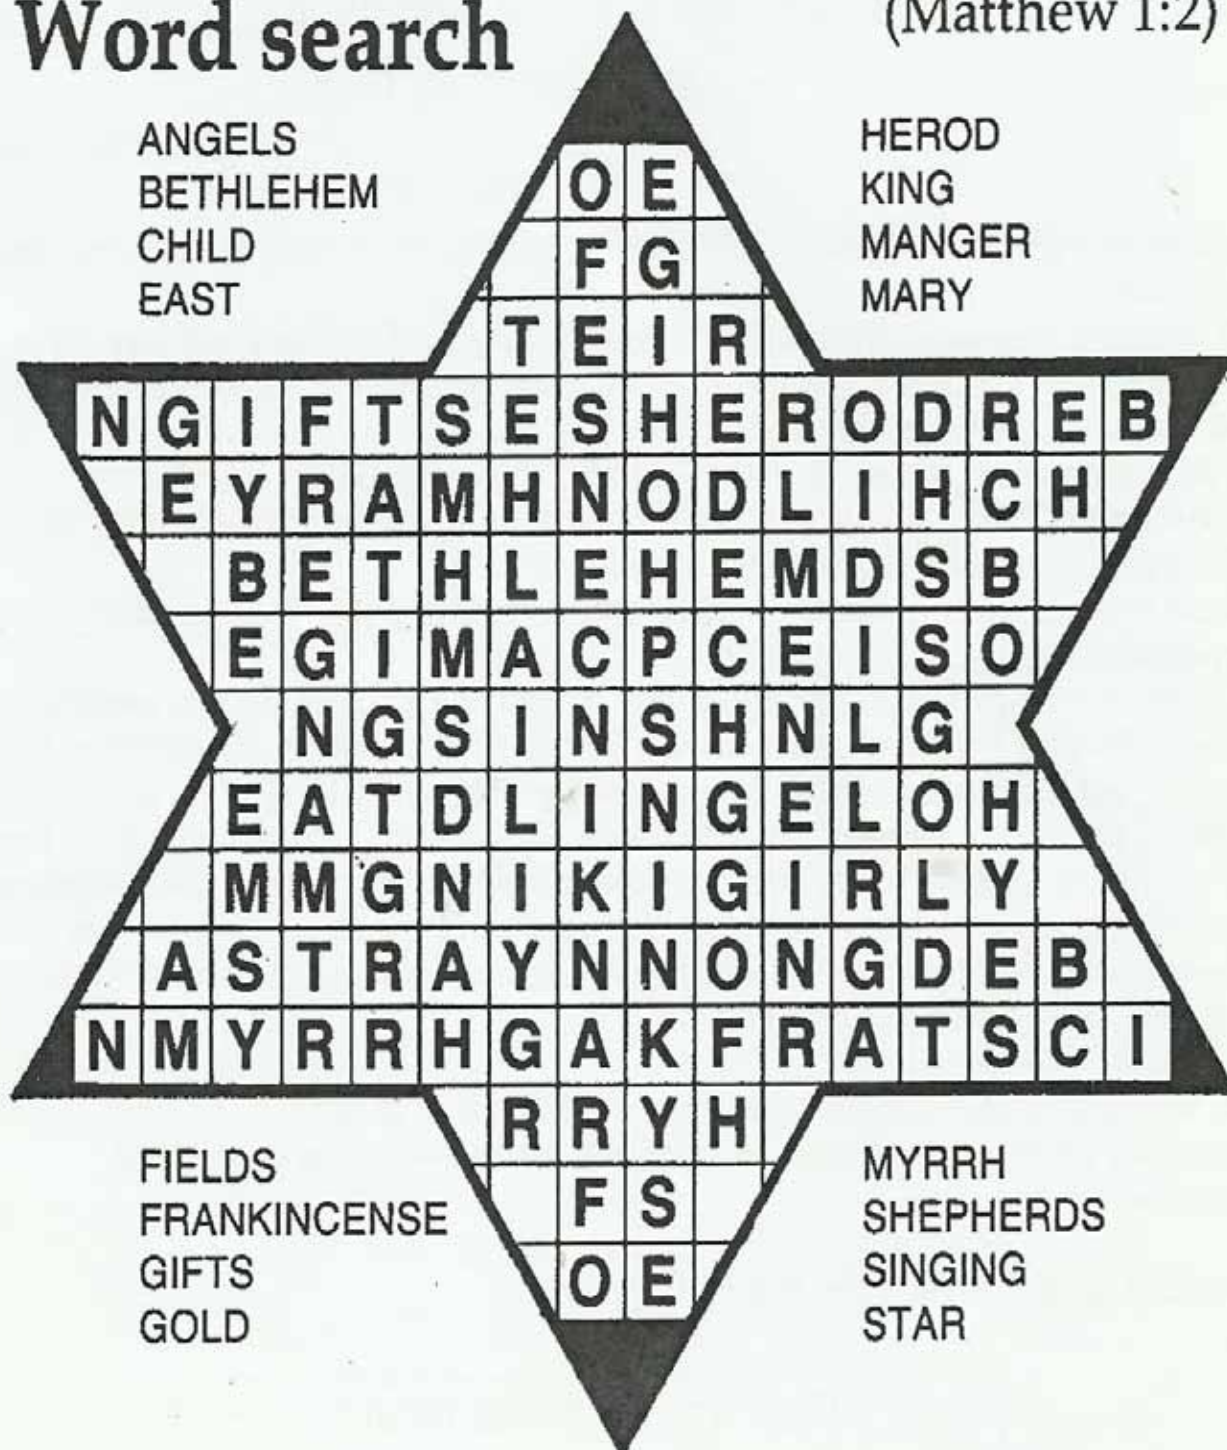 Word search
(Matthew 1:2)
ANGELS
BETHLEHEM
CHILD
EAST
HEROD
KING
MANGER
MARY
O E
F G
T E I R
N G I F T S E S H E R O D R E B
E Y R A M H N O D L I H C H
B E T H L E H E M D S B
E G I M A C P C E I S O
N G S I N S H N L G
E A T D L I N G E L O H
M M G N I K I G I R L Y
A S T R A Y N N O N G D E B
N M Y R R H G A K F R A T S C I
R R Y H
F S
O E
FIELDS
FRANKINCENSE
GIFTS
GOLD
MYRRH
SHEPHERDS
SINGING
STAR